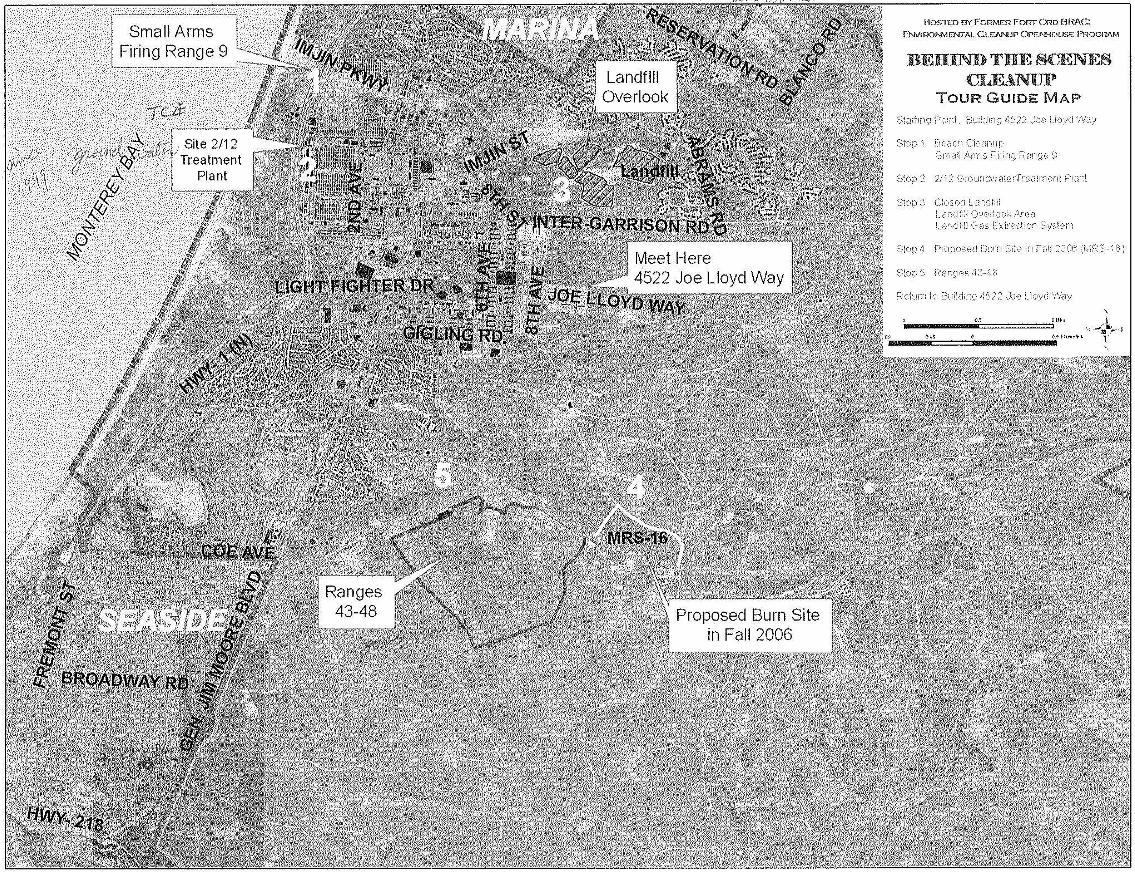 MARINA
RESERVATION RD
BLANCO RD
Small Arms
Firing Range 9
IMJIN PKWY
1
Landfill
Overlook
TCE
MONTEREY BAY
ground
Site 2/12
Treatment
Plant
2
2ND AVE
IMJIN ST
8TH ST
3
Landfill
ABRAMS RD
INTER-GARRISON RD
Meet Here
4522 Joe Lloyd Way
LIGHT FIGHTER DR
6TH AVE
8TH AVE
JOE LLOYD WAY
GIGLING RD
HWY-1 (N)
5
4
MRS-16
COE AVE
Ranges
43-48
Proposed Burn Site
in Fall 2006
FREMONT ST
SEASIDE
BROADWAY RD
GEN JIM MOORE BLVD
HWY- 218
HOSTED BY FORMER FORT ORD BRAC:
ENVIRONMENTAL CLEANUP OPENHOUSE PROGRAM
BEHIND THE SCENES
CLEANUP
TOUR GUIDE MAP
Starting Point: Building 4522 Joe Lloyd Way
Stop 1: Beach Cleanup
Small Arms Firing Range 9
Stop 2: 2/12 Groundwater Treatment Plant
Stop 3: Closed Landfill
Landfill Overlook Area
Landfill Gas Extraction System
Stop 4: Proposed Burn Site in Fall 2006 (MRS-16)
Stop 5: Ranges 43-48
Return to Building 4522 Joe Lloyd Way
0 0.5